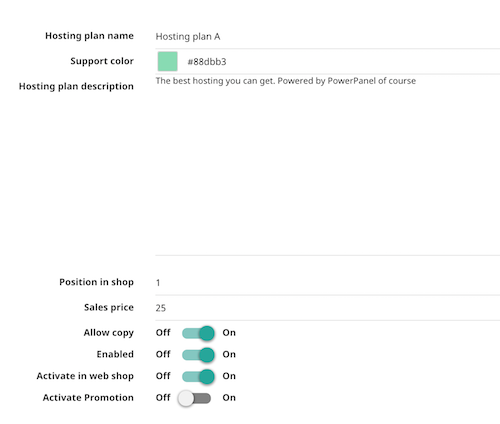 Hosting plan name Hosting plan A
Support color #88dbb3
Hosting plan description The best hosting you can get. Powered by PowerPanel of course
Position in shop 1
Sales price 25
Allow copy Off On
Enabled Off On
Activate in web shop Off On
Activate Promotion Off On